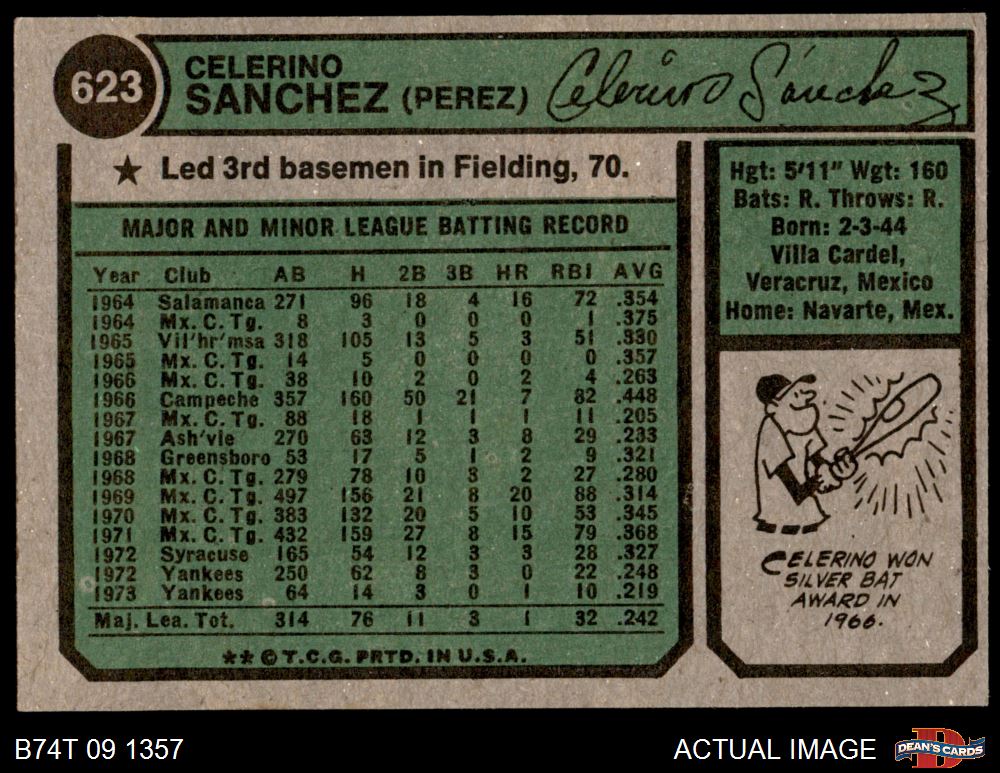 623
CELERINO
SANCHEZ (PEREZ)
Celerino Sánchez
★ Led 3rd basemen in Fielding, 70.
MAJOR AND MINOR LEAGUE BATTING RECORD
Year Club AB H 2B 3B HR RBI AVG
1964 Salamanca 271 96 18 4 16 72 .354
1964 Mx. C. Tg. 8 3 0 0 0 1 .375
1965 Vil'hr'msa 318 105 13 5 3 51 .330
1965 Mx. C. Tg. 14 5 0 0 0 0 .357
1966 Mx. C. Tg. 38 10 2 0 2 4 .263
1966 Campeche 357 160 50 21 7 82 .448
1967 Mx. C. Tg. 88 18 1 1 1 11 .205
1967 Ash'vle 270 63 12 3 8 29 .233
1968 Greensboro 53 17 5 1 2 9 .321
1968 Mx. C. Tg. 279 78 10 3 2 27 .280
1969 Mx. C. Tg. 497 156 21 8 20 88 .314
1970 Mx. C. Tg. 383 132 20 5 10 53 .345
1971 Mx. C. Tg. 432 159 27 8 15 79 .368
1972 Syracuse 165 54 12 3 3 28 .327
1972 Yankees 250 62 8 3 0 22 .248
1973 Yankees 64 14 3 0 1 10 .219
Maj. Lea. Tot. 314 76 11 3 1 32 .242
** © T.C.G. PRTD. IN U.S.A.
Hgt: 5'11" Wgt: 160
Bats: R. Throws: R.
Born: 2-3-44
Villa Cardel,
Veracruz, Mexico
Home: Navarte, Mex.
CELERINO WON
SILVER BAT
AWARD IN
1966.
B74T 09 1357
ACTUAL IMAGE
D
DEAN'S CARDS